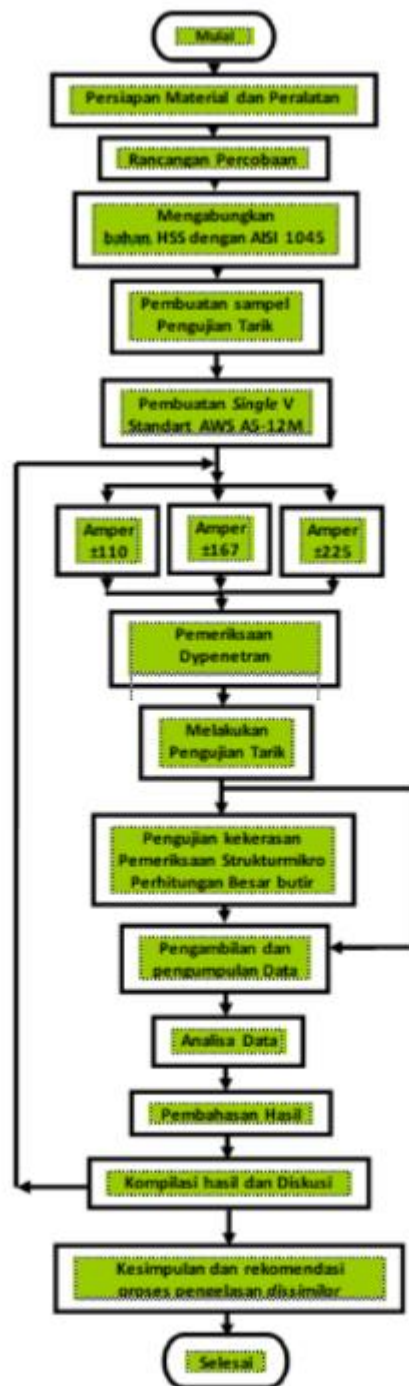 Mulai
Persiapan Material dan Peralatan
Rancangan Percobaan
Mengabungkan
bahan HSS dengan AISI 1045
Pembuatan sampel
Pengujian Tarik
Pembuatan Single V
Standart AWS A5-12M
Amper
±110
Amper
±167
Amper
±225
Pemeriksaan
Dypenetran
Melakukan
Pengujian Tarik
Pengujian kekerasan
Pemeriksaan Strukturmikro
Perhitungan Besar butir
Pengambilan dan
pengumpulan Data
Analisa Data
Pembahasan Hasil
Kompilasi hasil dan Diskusi
Kesimpulan dan rekomendasi
proses pengelasan dissimilar
Selesai